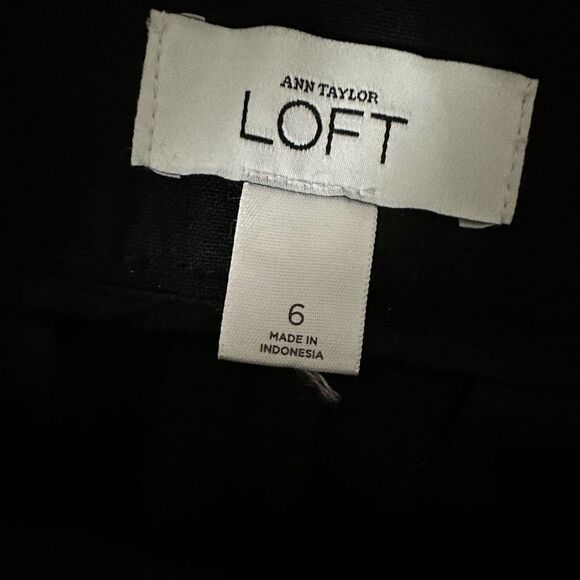 ANN TAYLOR
LOFT
6
MADE IN
INDONESIA